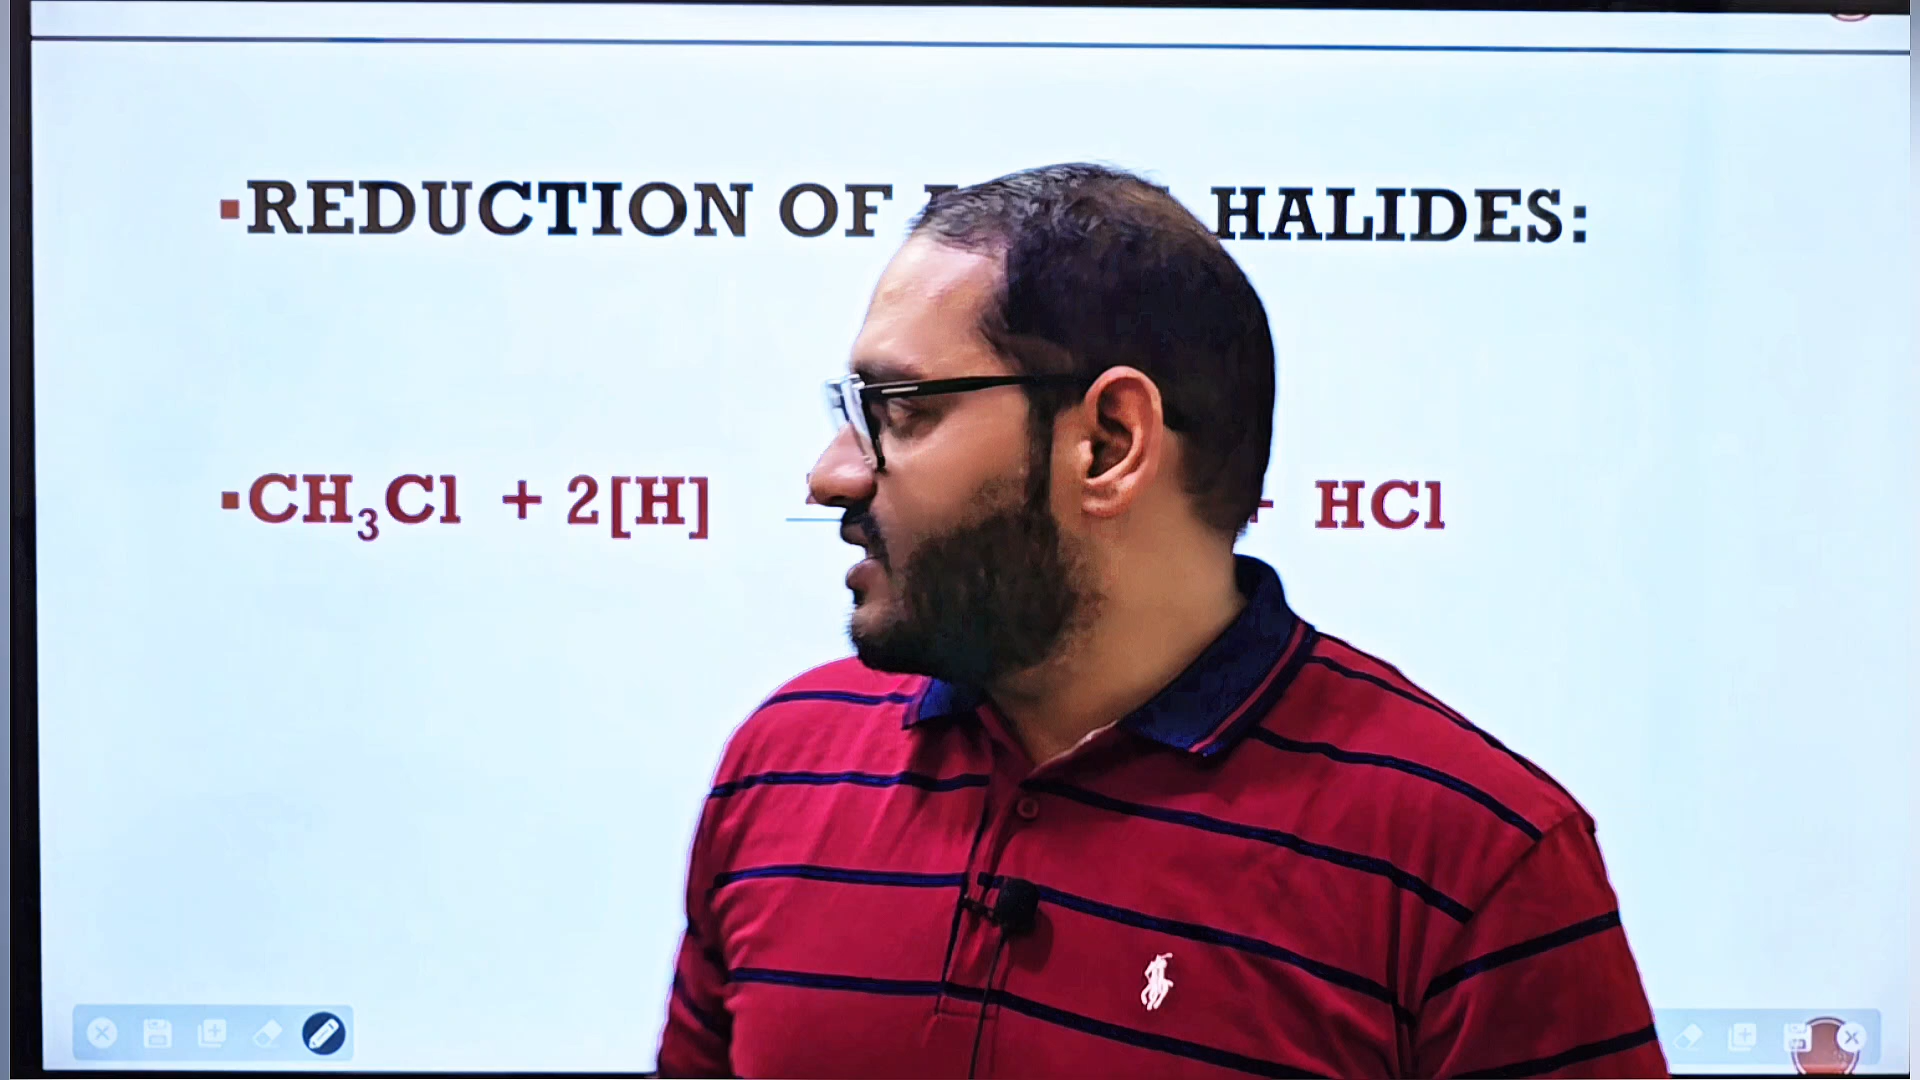 ▪REDUCTION OF HALIDES:
▪CH₃Cl + 2[H] + HCl